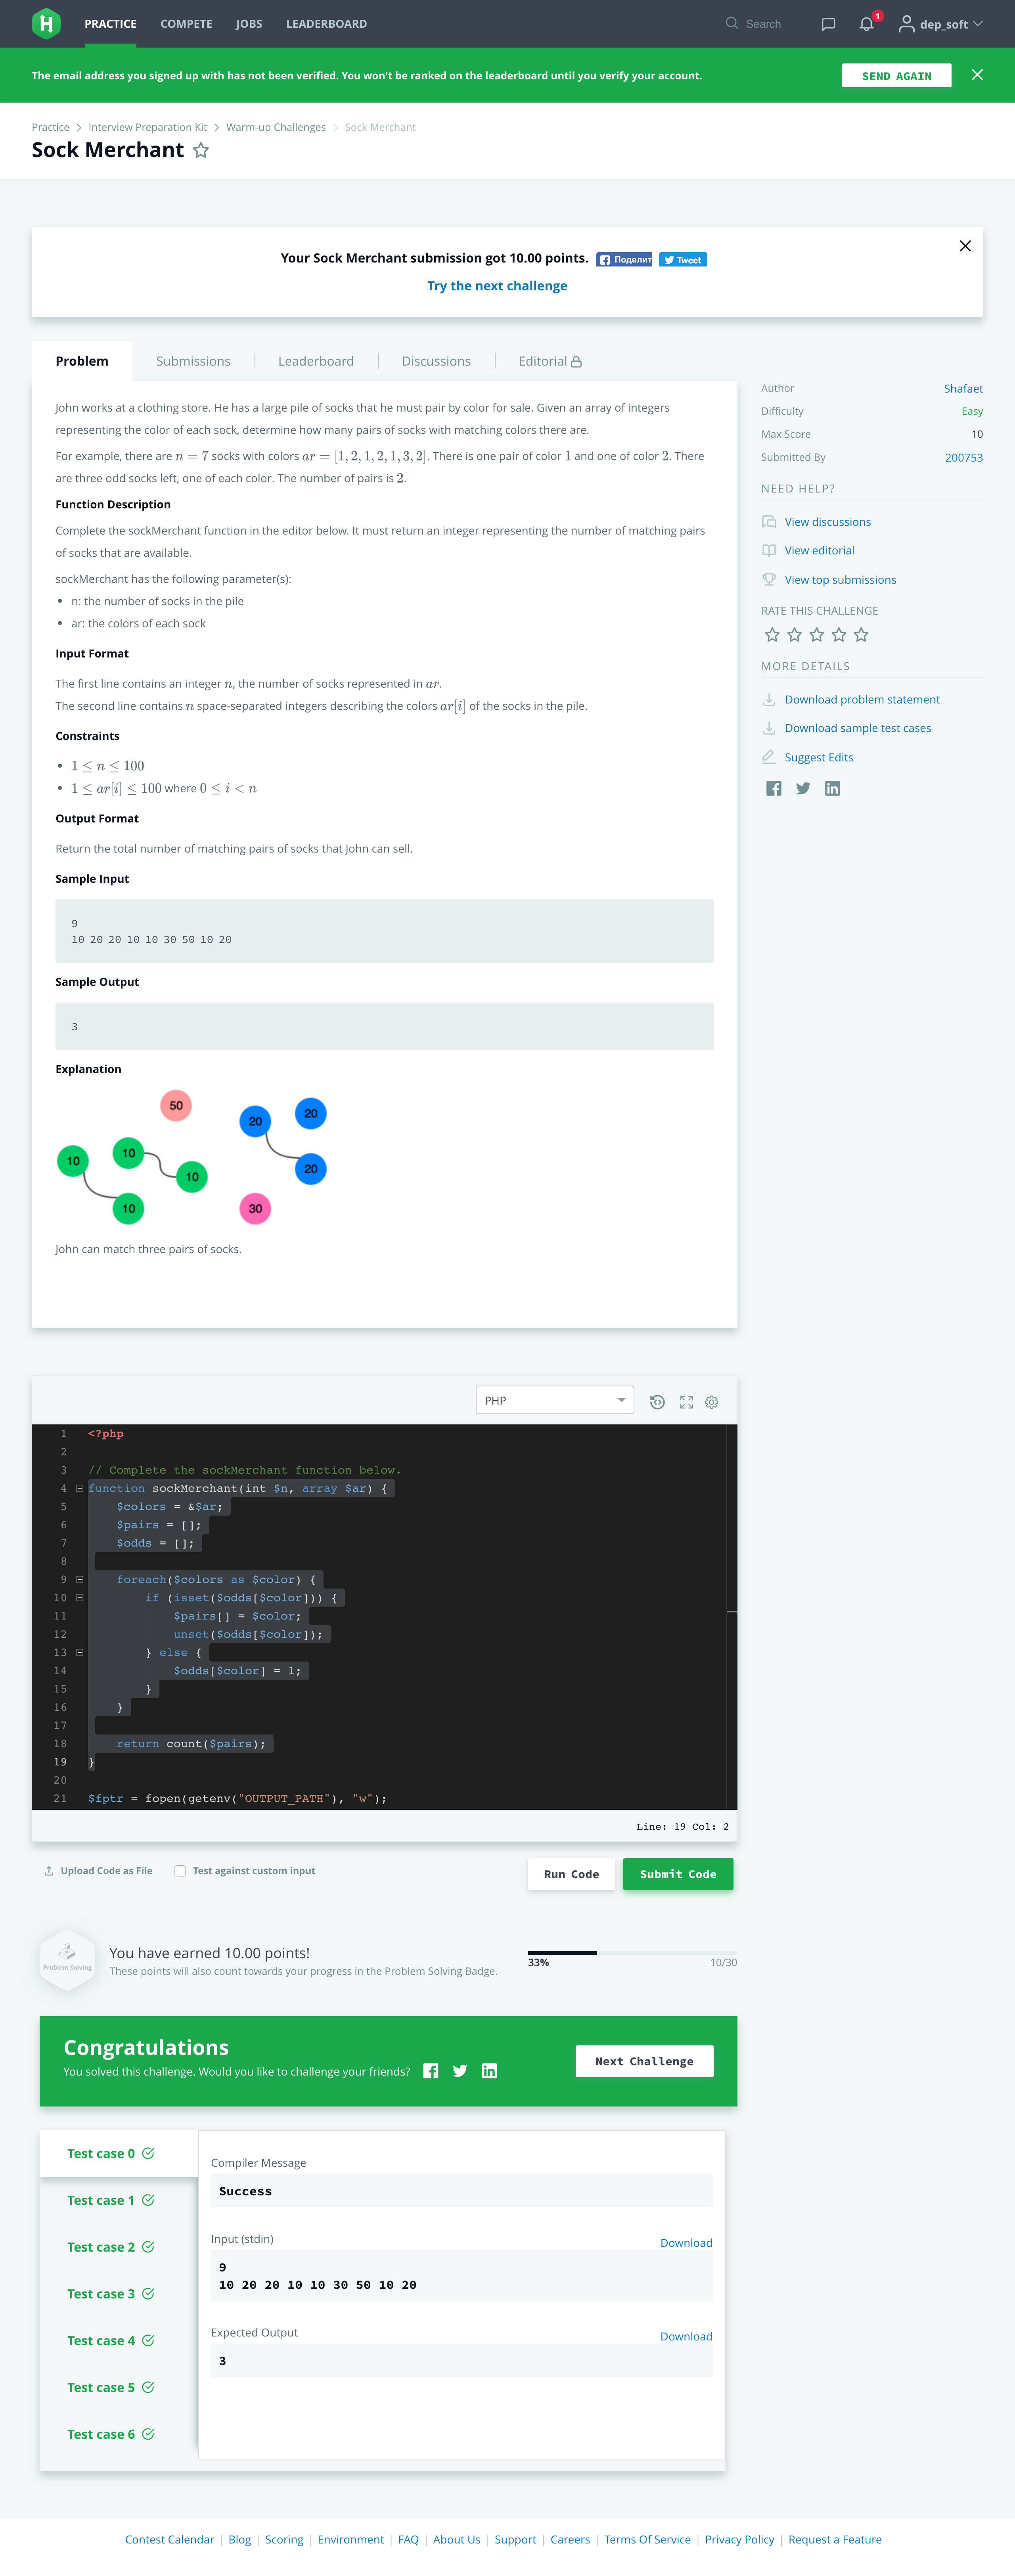 PRACTICE COMPETE JOBS LEADERBOARD Search 1 dep_soft
The email address you signed up with has not been verified. You won't be ranked on the leaderboard until you verify your account. SEND AGAIN
Practice > Interview Preparation Kit > Warm-up Challenges > Sock Merchant
Sock Merchant
Your Sock Merchant submission got 10.00 points. Поделит Tweet
Try the next challenge
Problem Submissions Leaderboard Discussions Editorial
John works at a clothing store. He has a large pile of socks that he must pair by color for sale. Given an array of integers
representing the color of each sock, determine how many pairs of socks with matching colors there are.
For example, there are n = 7 socks with colors ar = [1, 2, 1, 2, 1, 3, 2]. There is one pair of color 1 and one of color 2. There
are three odd socks left, one of each color. The number of pairs is 2.
Function Description
Complete the sockMerchant function in the editor below. It must return an integer representing the number of matching pairs
of socks that are available.
sockMerchant has the following parameter(s):
• n: the number of socks in the pile
• ar: the colors of each sock
Input Format
The first line contains an integer n, the number of socks represented in ar.
The second line contains n space-separated integers describing the colors ar[i] of the socks in the pile.
Constraints
• 1 ≤ n ≤ 100
• 1 ≤ ar[i] ≤ 100 where 0 ≤ i < n
Output Format
Return the total number of matching pairs of socks that John can sell.
Sample Input
9
10 20 20 10 10 30 50 10 20
Sample Output
3
Explanation
50
20 20
10 10
10 20
10 30
John can match three pairs of socks.
Author Shafaet
Difficulty Easy
Max Score 10
Submitted By 200753
NEED HELP?
View discussions
View editorial
View top submissions
RATE THIS CHALLENGE
MORE DETAILS
Download problem statement
Download sample test cases
Suggest Edits
PHP
1 <?php
2
3 // Complete the sockMerchant function below.
4 function sockMerchant(int $n, array $ar) {
5 $colors = &$ar;
6 $pairs = [];
7 $odds = [];
8
9 foreach($colors as $color) {
10 if (isset($odds[$color])) {
11 $pairs[] = $color;
12 unset($odds[$color]);
13 } else {
14 $odds[$color] = 1;
15 }
16 }
17
18 return count($pairs);
19 }
20
21 $fptr = fopen(getenv("OUTPUT_PATH"), "w");
Line: 19 Col: 2
Upload Code as File Test against custom input Run Code Submit Code
Problem Solving
You have earned 10.00 points!
These points will also count towards your progress in the Problem Solving Badge.
33% 10/30
Congratulations
You solved this challenge. Would you like to challenge your friends?
Next Challenge
Test case 0
Test case 1
Test case 2
Test case 3
Test case 4
Test case 5
Test case 6
Compiler Message
Success
Input (stdin) Download
9
10 20 20 10 10 30 50 10 20
Expected Output Download
3
Contest Calendar | Blog | Scoring | Environment | FAQ | About Us | Support | Careers | Terms Of Service | Privacy Policy | Request a Feature